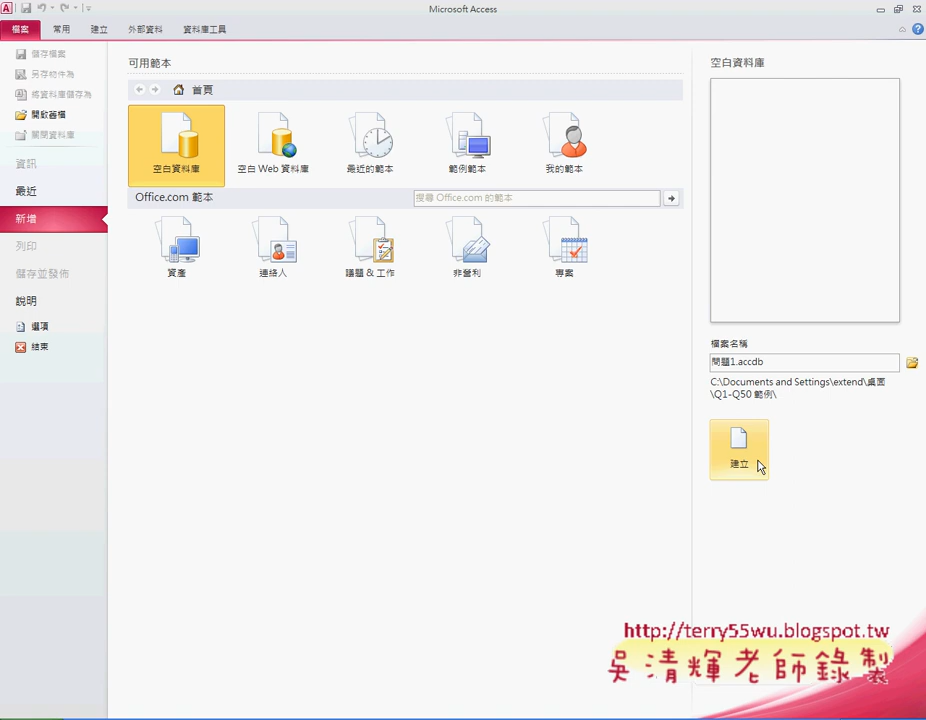 Microsoft Access
檔案 常用 建立 外部資料 資料庫工具
儲存檔案
另存物件為
將資料庫儲存為
開啟舊檔
關閉資料庫
資訊
最近
新增
列印
儲存並發佈
說明
選項
結束
可用範本
首頁
空白資料庫 空白 Web 資料庫 最近的範本 範例範本 我的範本
Office.com 範本 搜尋 Office.com 的範本
資產 連絡人 議題 & 工作 非營利 專案
空白資料庫
檔案名稱
問題1.accdb
C:\Documents and Settings\extend\桌面
\Q1-Q50 範例\
建立
http://terry55wu.blogspot.tw
吳清輝老師錄製